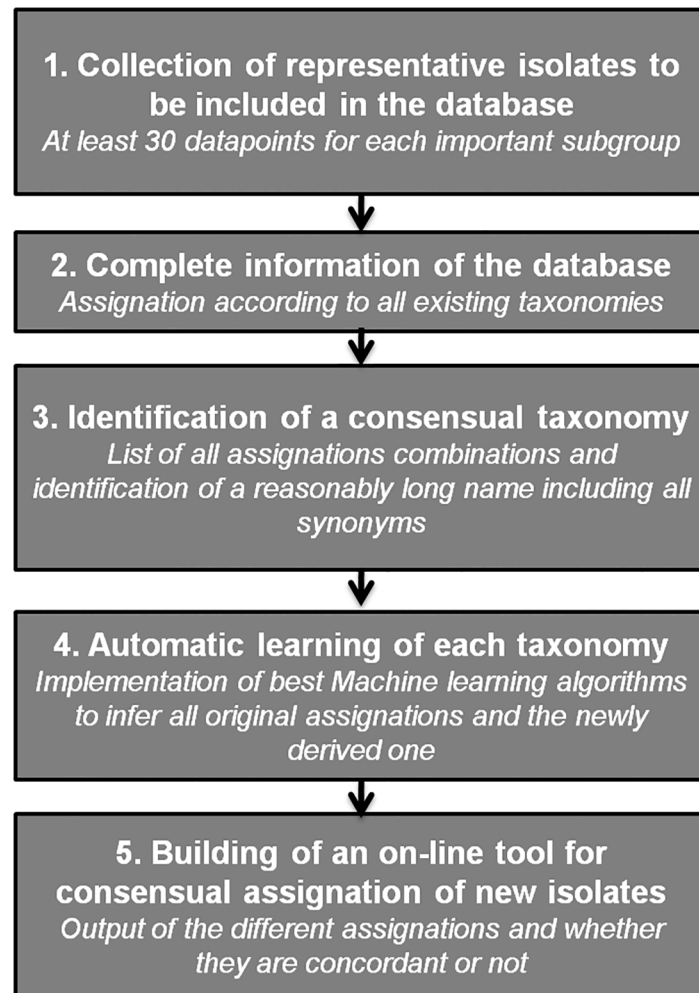 1. Collection of representative isolates to
be included in the database
At least 30 datapoints for each important subgroup
2. Complete information of the database
Assignation according to all existing taxonomies
3. Identification of a consensual taxonomy
List of all assignations combinations and
identification of a reasonably long name including all
synonyms
4. Automatic learning of each taxonomy
Implementation of best Machine learning algorithms
to infer all original assignations and the newly
derived one
5. Building of an on-line tool for
consensual assignation of new isolates
Output of the different assignations and whether
they are concordant or not